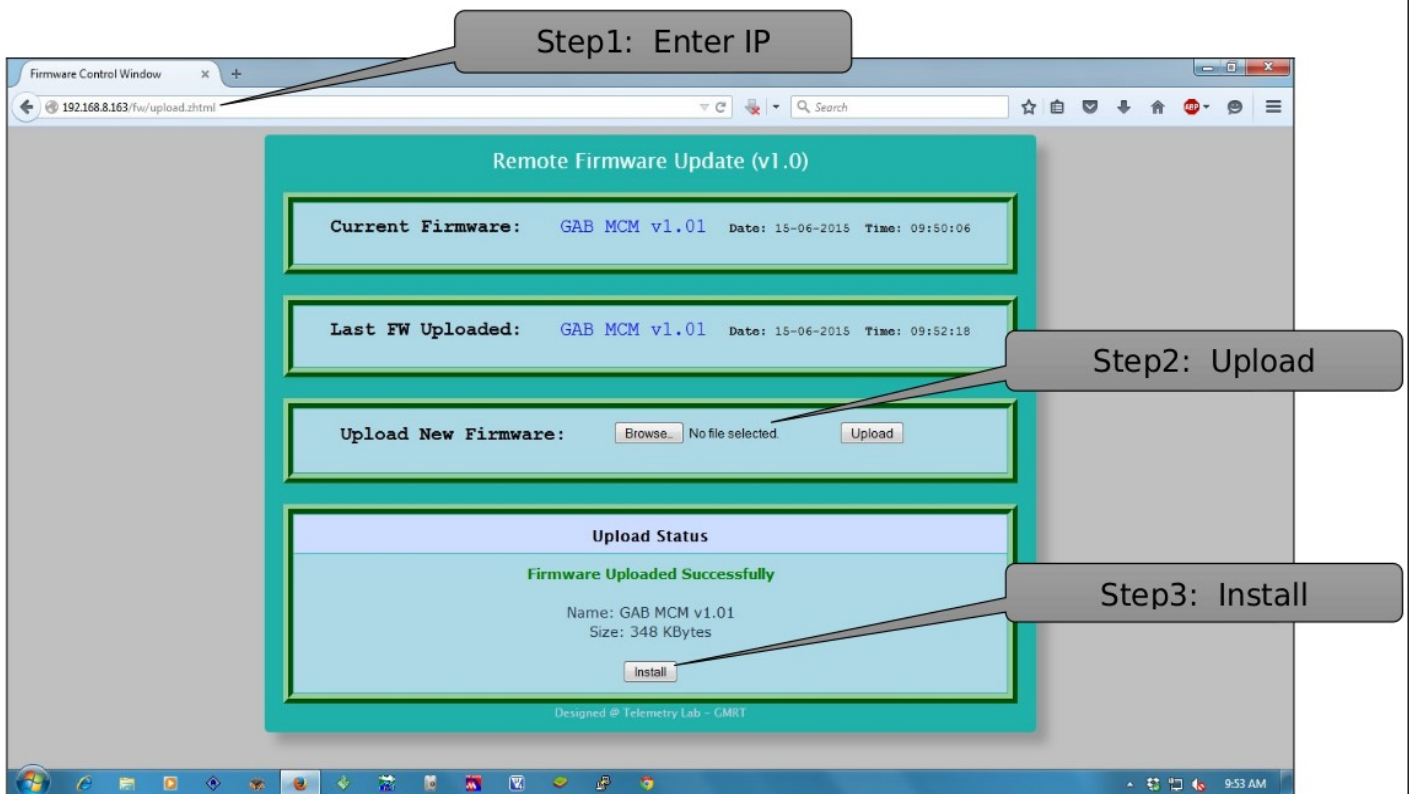 Step1: Enter IP
Firmware Control Window
192.168.8.163/fw/upload.zhtml
Search
ABP
Remote Firmware Update (v1.0)
Current Firmware: GAB MCM v1.01 Date: 15-06-2015 Time: 09:50:06
Last FW Uploaded: GAB MCM v1.01 Date: 15-06-2015 Time: 09:52:18
Step2: Upload
Upload New Firmware: Browse... No file selected. Upload
Upload Status
Firmware Uploaded Successfully
Step3: Install
Name: GAB MCM v1.01
Size: 348 KBytes
Install
Designed @ Telemetry Lab - GMRT
9:53 AM